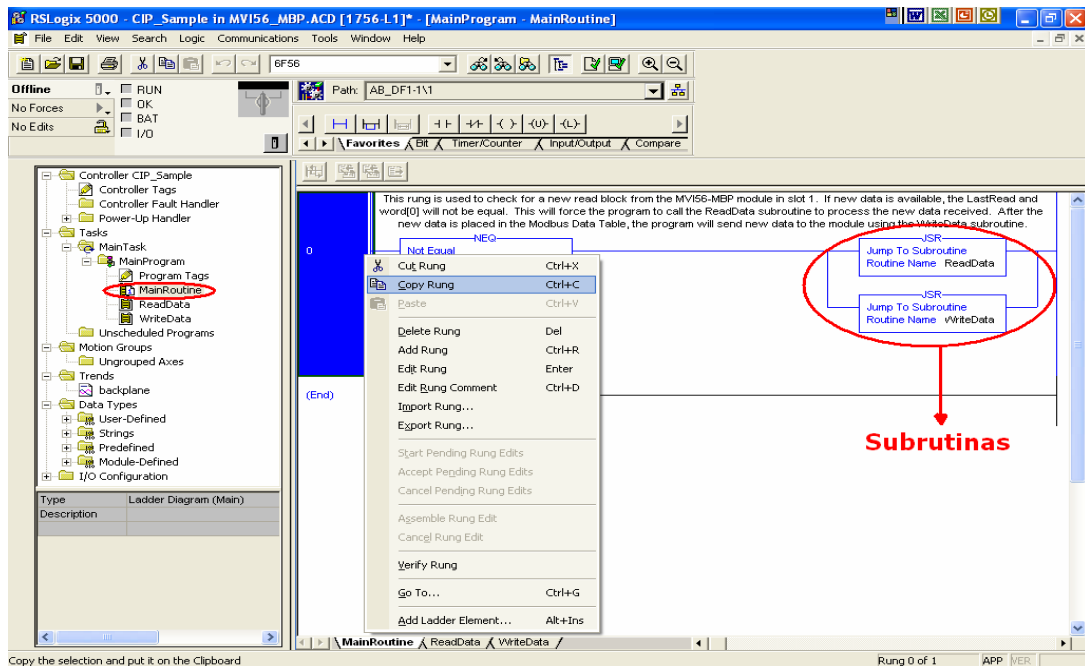 RSLogix 5000 - CIP_Sample in MVI56_MBP.ACD [1756-L1]* - [MainProgram - MainRoutine]
File Edit View Search Logic Communications Tools Window Help
6F56
Offline
RUN
No Forces
OK
BAT
No Edits
I/O
Path: AB_DF1-1\1
Favorites Bit Timer/Counter Input/Output Compare
Controller CIP_Sample
Controller Tags
Controller Fault Handler
Power-Up Handler
Tasks
MainTask
MainProgram
Program Tags
MainRoutine
ReadData
WriteData
Unscheduled Programs
Motion Groups
Ungrouped Axes
Trends
backplane
Data Types
User-Defined
Strings
Predefined
Module-Defined
I/O Configuration
Type Ladder Diagram (Main)
Description
This rung is used to check for a new read block from the MVI56-MBP module in slot 1. If new data is available, the LastRead and
word[0] will not be equal. This will force the program to call the ReadData subroutine to process the new data received. After the
new data is placed in the Modbus Data Table, the program will send new data to the module using the WriteData subroutine.
0
NEQ
Not Equal
JSR
Jump To Subroutine
Routine Name ReadData
JSR
Jump To Subroutine
Routine Name WriteData
(End)
Subrutinas
Cut Rung Ctrl+X
Copy Rung Ctrl+C
Paste Ctrl+V
Delete Rung Del
Add Rung Ctrl+R
Edit Rung Enter
Edit Rung Comment Ctrl+D
Import Rung...
Export Rung...
Start Pending Rung Edits
Accept Pending Rung Edits
Cancel Pending Rung Edits
Assemble Rung Edit
Cancel Rung Edit
Verify Rung
Go To... Ctrl+G
Add Ladder Element... Alt+Ins
MainRoutine ReadData WriteData
Copy the selection and put it on the Clipboard
Rung 0 of 1 APP VER